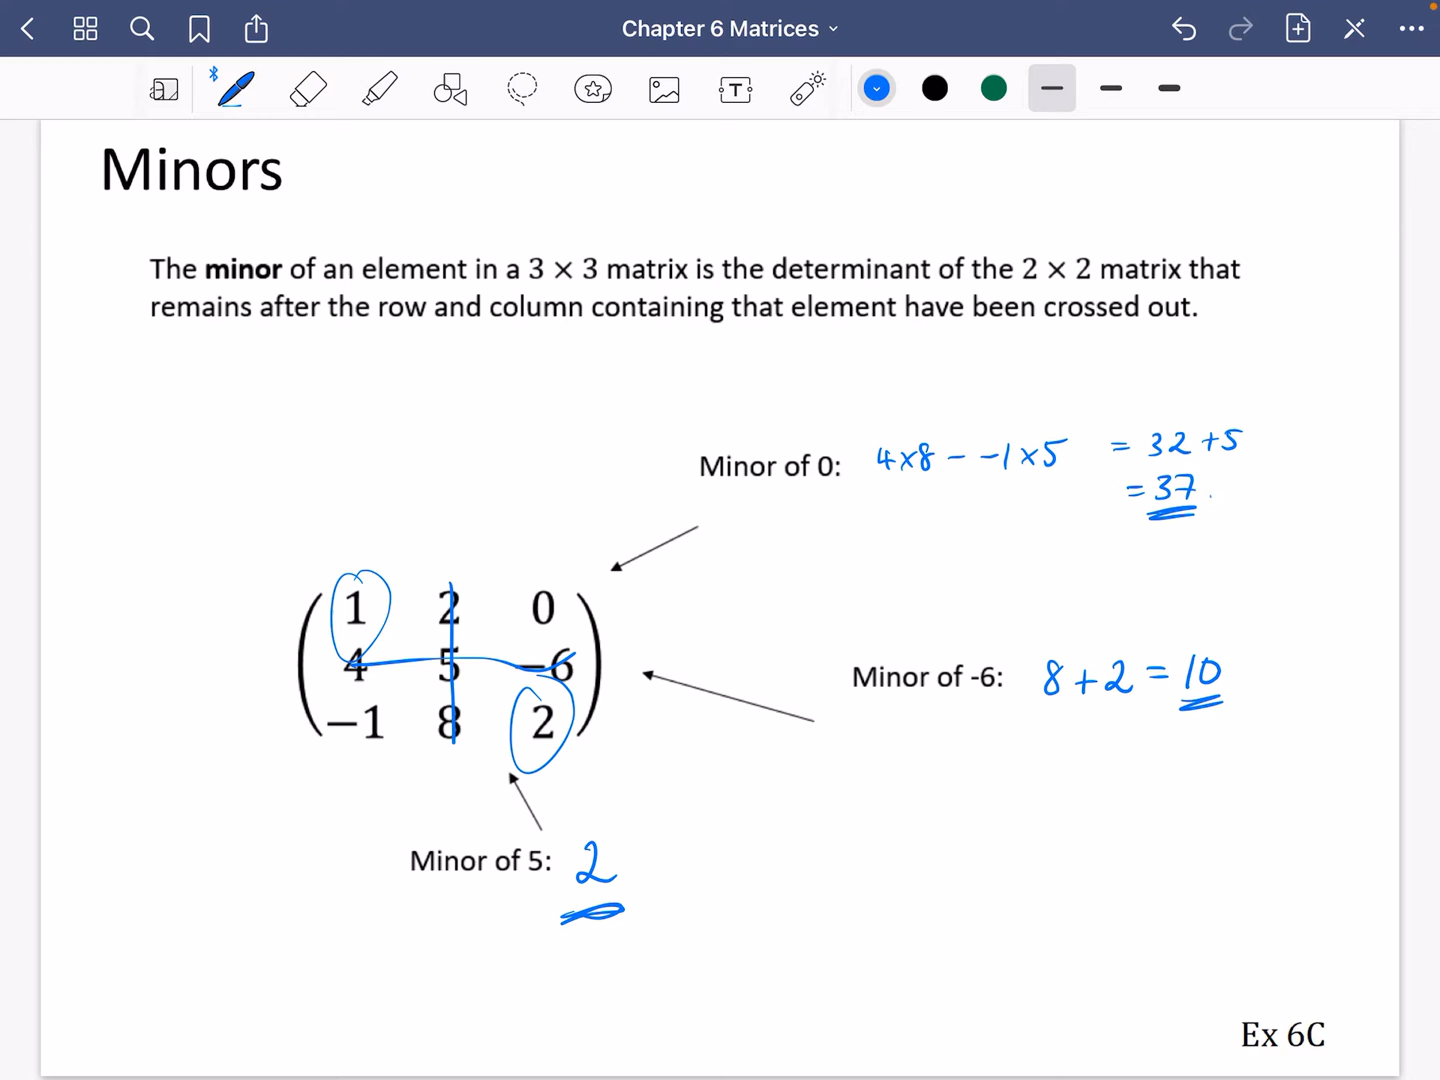 Chapter 6 Matrices
Minors
The minor of an element in a 3 × 3 matrix is the determinant of the 2 × 2 matrix that
remains after the row and column containing that element have been crossed out.
Minor of 0: 4×8 - -1×5 = 32 +5
= 37
1 2 0
4 5 −6
−1 8 2
Minor of -6: 8 + 2 = 10
Minor of 5: 2
Ex 6C